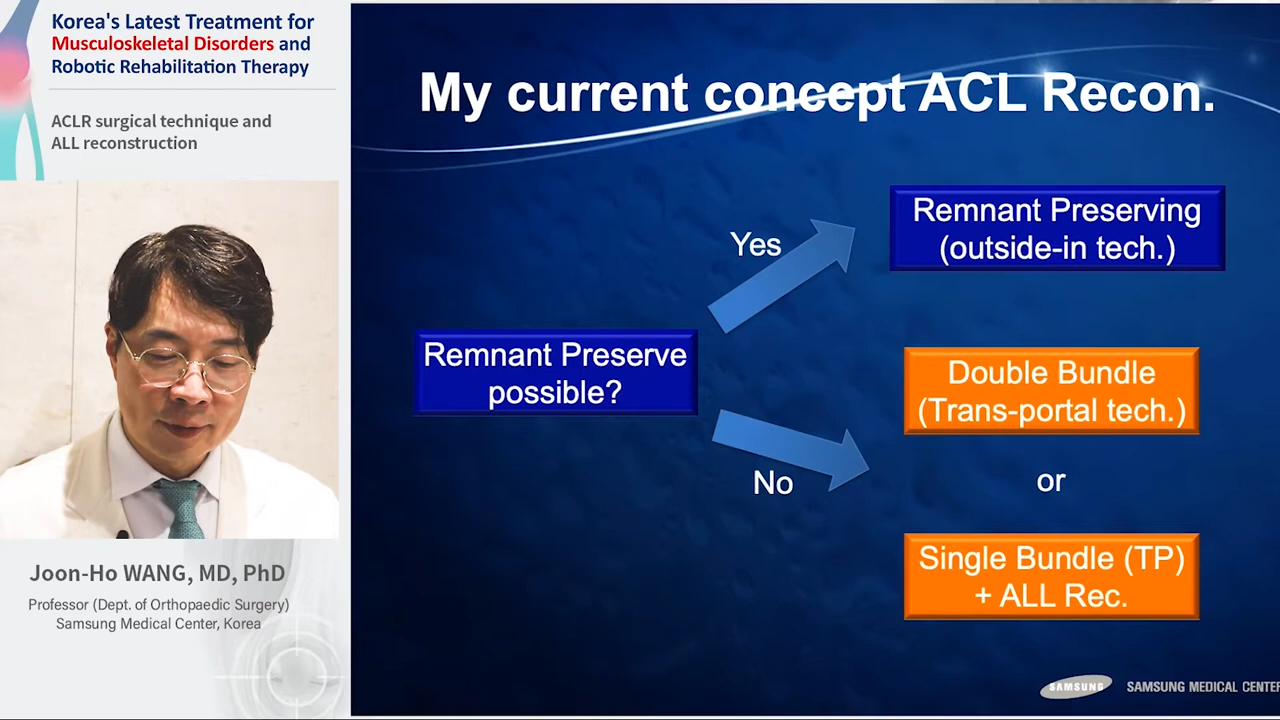 Korea's Latest Treatment for
Musculoskeletal Disorders and
Robotic Rehabilitation Therapy
ACLR surgical technique and
ALL reconstruction
Joon-Ho WANG, MD, PhD
Professor (Dept. of Orthopaedic Surgery)
Samsung Medical Center, Korea
My current concept ACL Recon.
Remnant Preserve
possible?
Yes
Remnant Preserving
(outside-in tech.)
No
Double Bundle
(Trans-portal tech.)
or
Single Bundle (TP)
+ ALL Rec.
SAMSUNG SAMSUNG MEDICAL CENTER